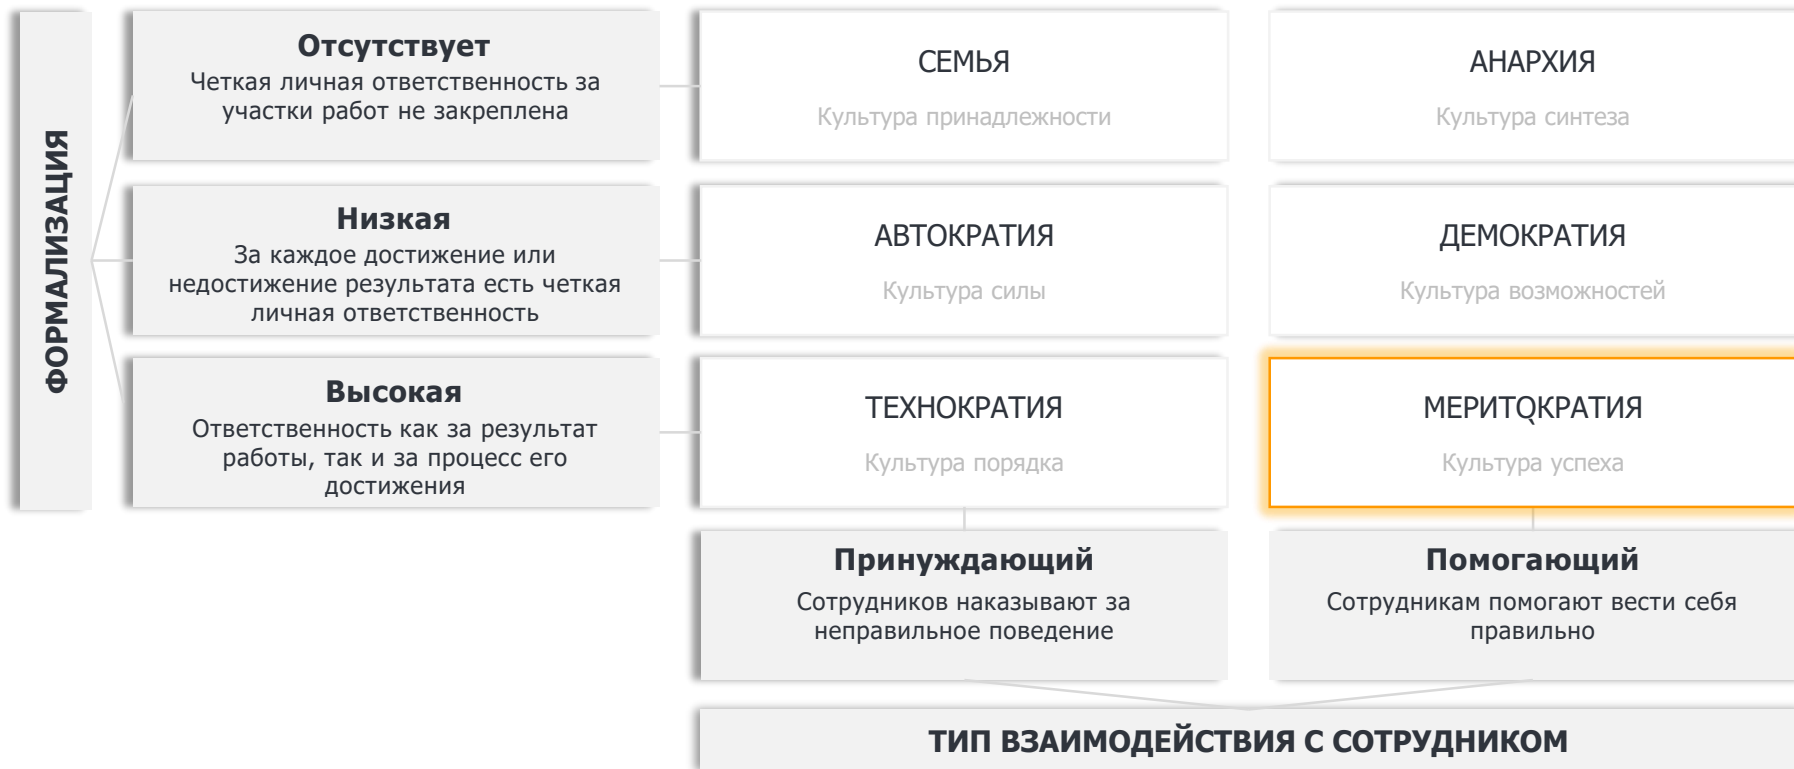 ФОРМАЛИЗАЦИЯ
Отсутствует
Четкая личная ответственность за
участки работ не закреплена
СЕМЬЯ
Культура принадлежности
АНАРХИЯ
Культура синтеза
Низкая
За каждое достижение или
недостижение результата есть четкая
личная ответственность
АВТОКРАТИЯ
Культура силы
ДЕМОКРАТИЯ
Культура возможностей
Высокая
Ответственность как за результат
работы, так и за процесс его
достижения
ТЕХНОКРАТИЯ
Культура порядка
МЕРИТQКРАТИЯ
Культура успеха
Принуждающий
Сотрудников наказывают за
неправильное поведение
Помогающий
Сотрудникам помогают вести себя
правильно
ТИП ВЗАИМОДЕЙСТВИЯ С СОТРУДНИКОМ